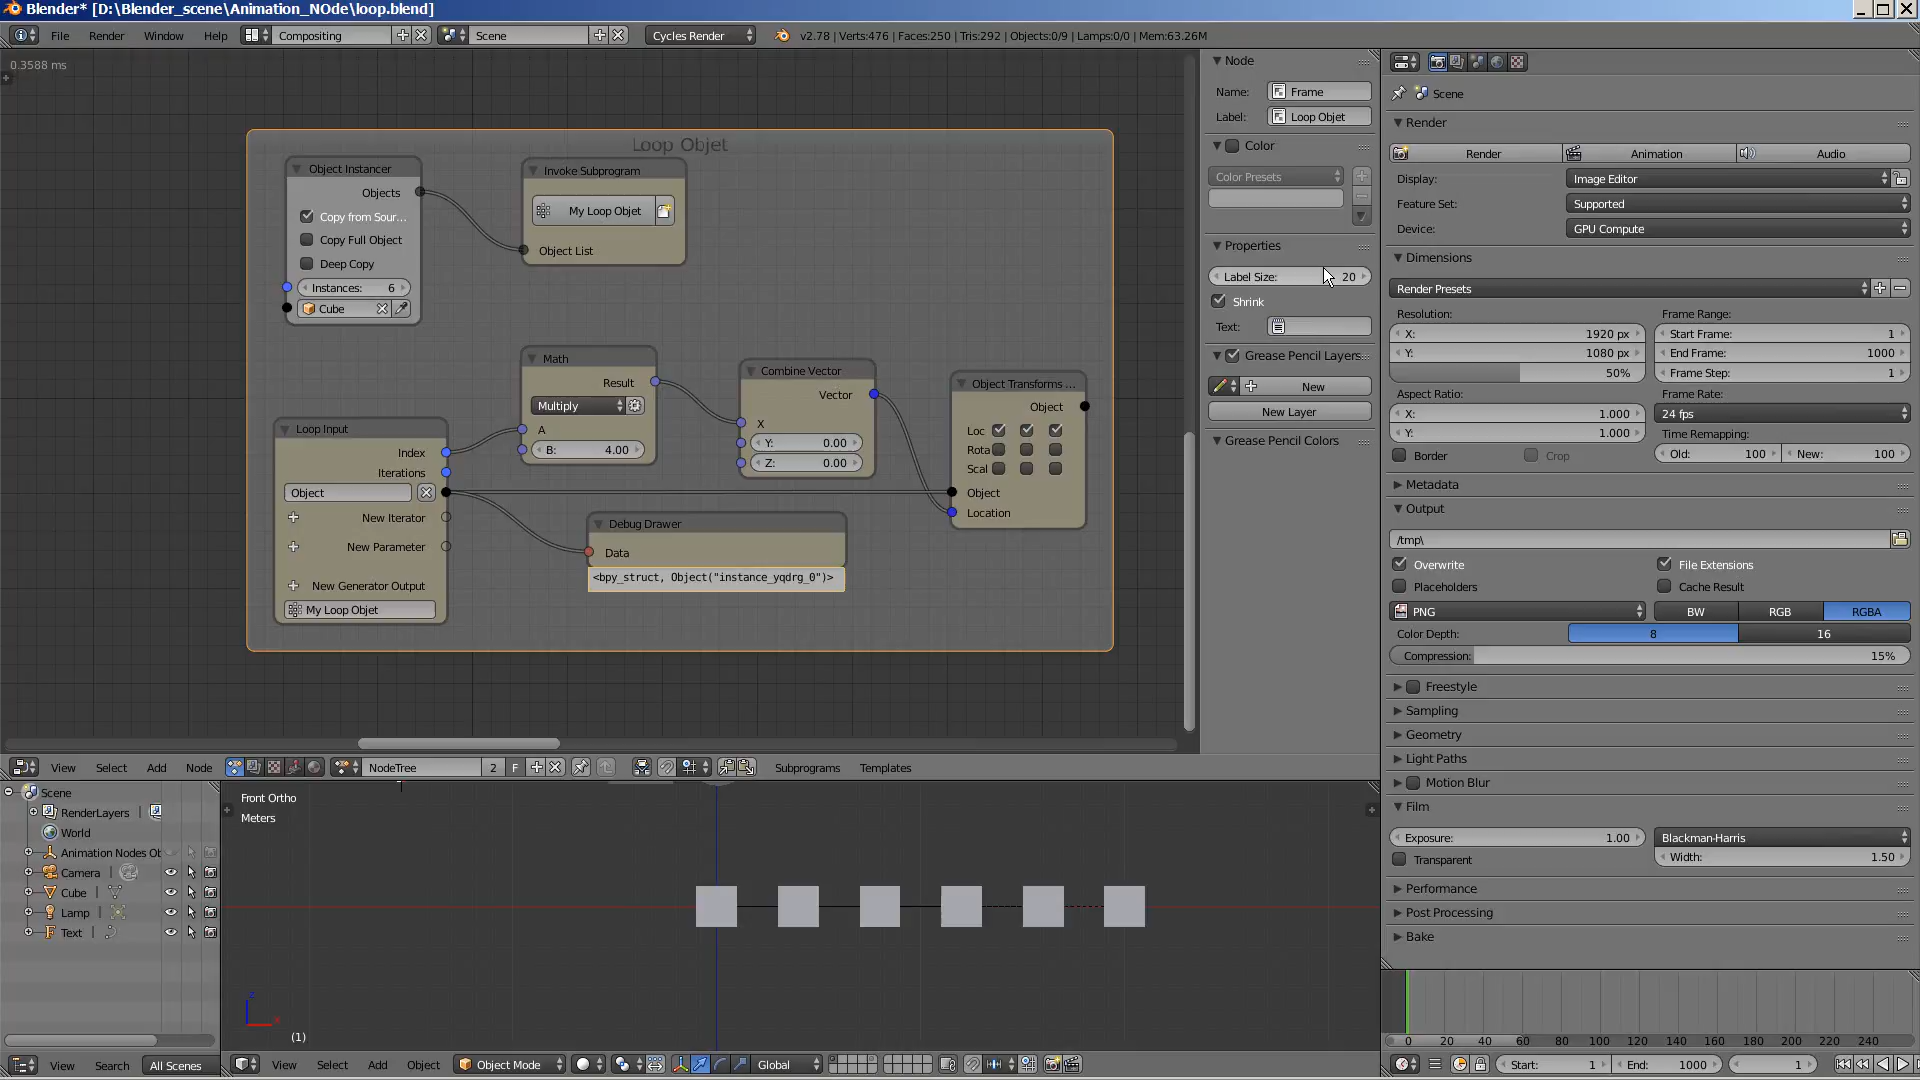 Blender* [D:\Blender_scene\Animation_NOde\loop.blend]
File Render Window Help Compositing Scene Cycles Render v2.78 | Verts:476 | Faces:250 | Tris:292 | Objects:0/9 | Lamps:0/0 | Mem:63.26M
0.3588 ms
Loop Objet
Object Instancer
Objects
Copy from Sour...
Copy Full Object
Deep Copy
Instances: 6
Cube
Invoke Subprogram
My Loop Objet
Object List
Math
Result
Multiply
A
B: 4.00
Combine Vector
Vector
X
Y: 0.00
Z: 0.00
Object Transforms ...
Object
Loc
Rota
Scal
Object
Location
Loop Input
Index
Iterations
Object
New Iterator
New Parameter
New Generator Output
My Loop Objet
Debug Drawer
Data
<bpy_struct, Object("instance_yqdrg_0")>
Node
Name: Frame
Label: Loop Objet
Color
Color Presets
Properties
Label Size: 20
Shrink
Text:
Grease Pencil Layers
New
New Layer
Grease Pencil Colors
Scene
Render
Render Animation Audio
Display: Image Editor
Feature Set: Supported
Device: GPU Compute
Dimensions
Render Presets
Resolution: Frame Range:
X: 1920 px Start Frame: 1
Y: 1080 px End Frame: 1000
50% Frame Step: 1
Aspect Ratio: Frame Rate:
X: 1.000 24 fps
Y: 1.000 Time Remapping:
Border Crop Old: 100 New: 100
Metadata
Output
/tmp\
Overwrite File Extensions
Placeholders Cache Result
PNG BW RGB RGBA
Color Depth: 8 16
Compression: 15%
Freestyle
Sampling
Geometry
Light Paths
Motion Blur
Film
Exposure: 1.00 Blackman-Harris
Transparent Width: 1.50
Performance
Post Processing
Bake
View Select Add Node NodeTree 2 F Subprograms Templates
Scene
RenderLayers |
World
Animation Nodes Ob
Camera |
Cube |
Lamp |
Text |
View Search All Scenes
Front Ortho
Meters
z
x
(1)
View Select Add Object Object Mode Global
0 20 40 60 80 100 120 140 160 180 200 220 240
Start: 1 End: 1000 1